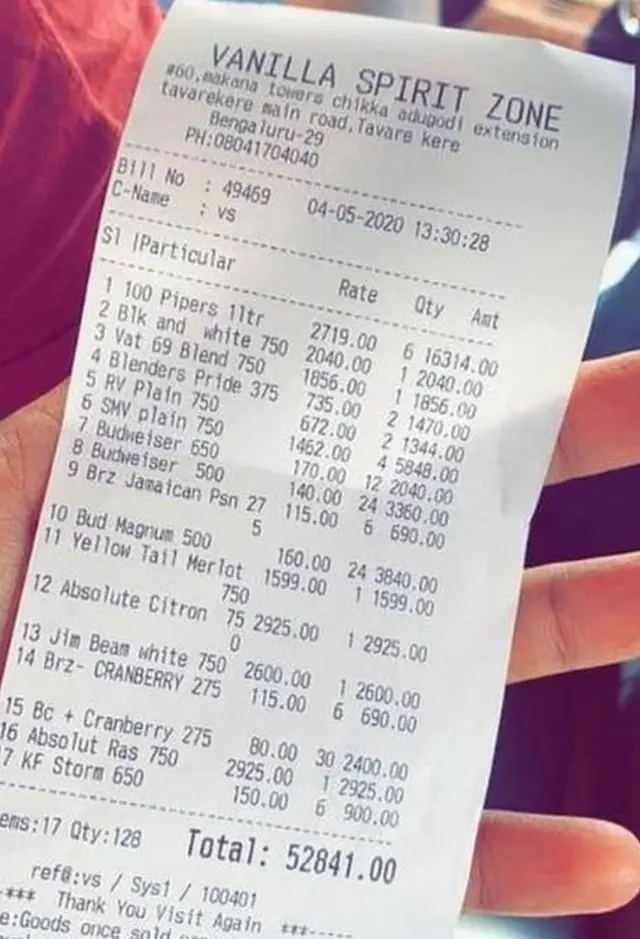 VANILLA SPIRIT ZONE
#60,makana towers chikka adugodi extension
tavarekere main road,Tavare kere
Bengaluru-29
PH:08041704040
Bill No : 49469 04-05-2020 13:30:28
C-Name : vs
Sl |Particular Rate Qty Amt
1 100 Pipers 1ltr 2719.00 6 16314.00
2 Blk and white 750 2040.00 1 2040.00
3 Vat 69 Blend 750 1856.00 1 1856.00
4 Blenders Pride 375 735.00 2 1470.00
5 RV Plain 750 672.00 2 1344.00
6 SMV plain 750 1462.00 4 5848.00
7 Budweiser 650 170.00 12 2040.00
8 Budweiser 500 140.00 24 3360.00
9 Brz Jamaican Psn 27 115.00 6 690.00
5
10 Bud Magnum 500 160.00 24 3840.00
11 Yellow Tail Merlot 1599.00 1 1599.00
750
12 Absolute Citron 75 2925.00 1 2925.00
0
13 Jim Beam white 750 2600.00 1 2600.00
14 Brz- CRANBERRY 275 115.00 6 690.00
15 Bc + Cranberry 275 80.00 30 2400.00
16 Absolut Ras 750 2925.00 1 2925.00
7 KF Storm 650 150.00 6 900.00
ems:17 Qty:128 Total: 52841.00
ref@:vs / Sys1 / 100401
-*** Thank You Visit Again ***-----
e:Goods once sold